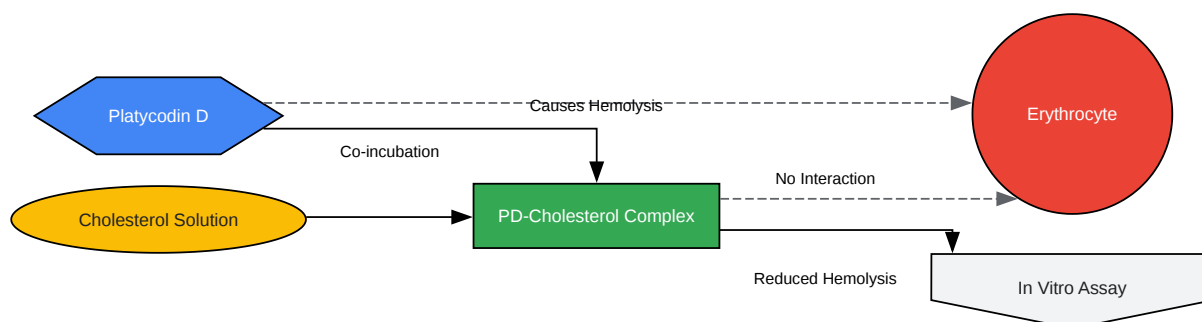 Causes Hemolysis
Platycodin D
Erythrocyte
Co-incubation
No Interaction
Cholesterol Solution
PD-Cholesterol Complex
Reduced Hemolysis
In Vitro Assay